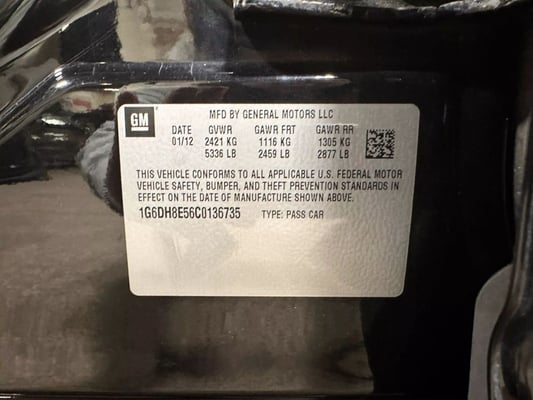 GM
MFD BY GENERAL MOTORS LLC
DATE GVWR GAWR FRT GAWR RR
01/12 2421 KG 1116 KG 1305 KG
5336 LB 2459 LB 2877 LB
THIS VEHICLE CONFORMS TO ALL APPLICABLE U.S. FEDERAL MOTOR
VEHICLE SAFETY, BUMPER, AND THEFT PREVENTION STANDARDS IN
EFFECT ON THE DATE OF MANUFACTURE SHOWN ABOVE.
1G6DH8E56C0136735 TYPE: PASS CAR